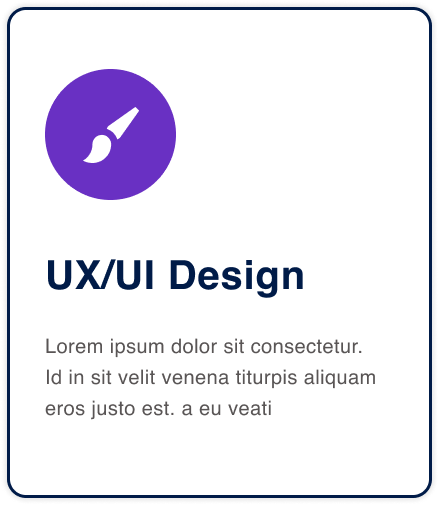 UX/UI Design
Lorem ipsum dolor sit consectetur.
Id in sit velit venena titurpis aliquam
eros justo est. a eu veati